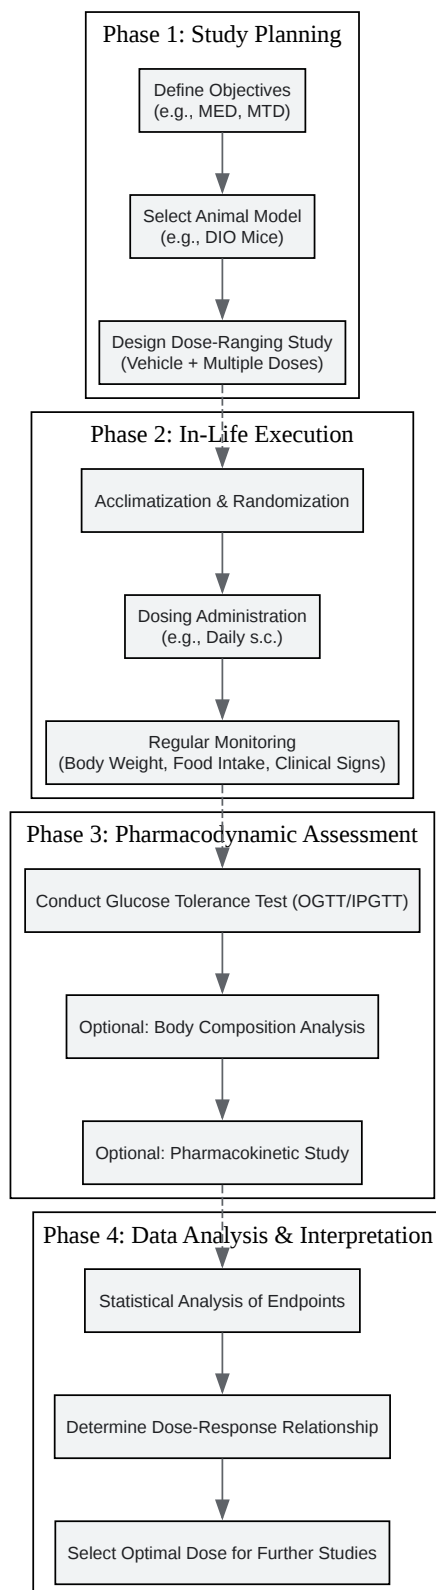 Phase 1: Study Planning
Define Objectives
(e.g., MED, MTD)
Select Animal Model
(e.g., DIO Mice)
Design Dose-Ranging Study
(Vehicle + Multiple Doses)
Phase 2: In-Life Execution
Acclimatization & Randomization
Dosing Administration
(e.g., Daily s.c.)
Regular Monitoring
(Body Weight, Food Intake, Clinical Signs)
Phase 3: Pharmacodynamic Assessment
Conduct Glucose Tolerance Test (OGTT/IPGTT)
Optional: Body Composition Analysis
Optional: Pharmacokinetic Study
Phase 4: Data Analysis & Interpretation
Statistical Analysis of Endpoints
Determine Dose-Response Relationship
Select Optimal Dose for Further Studies